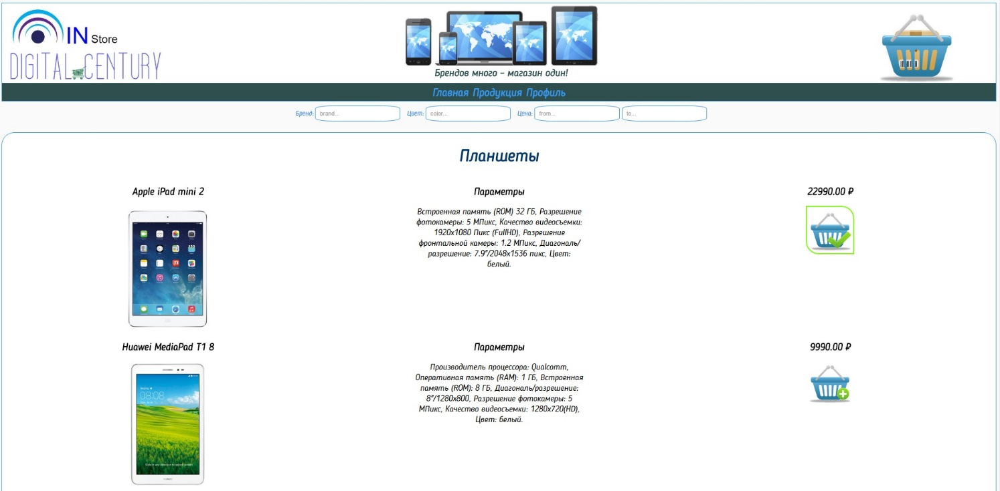 IN Store
DIGITAL CENTURY
Брендов много - магазин один!
Главная Продукция Профиль
Бренд: brand... Цвет: color... Цена: from... to...
Планшеты
Apple iPad mini 2
Параметры
22990.00 ₽
Встроенная память (ROM) 32 ГБ, Разрешение
фотокамеры: 5 МПикс, Качество видеосъемки:
1920x1080 Пикс (FullHD), Разрешение
фронтальной камеры: 1.2 МПикс, Диагональ/
разрешение: 7.9"/2048x1536 пикс, Цвет:
белый.
Huawei MediaPad T1 8
Параметры
9990.00 ₽
Производитель процессора: Qualcomm,
Оперативная память (RAM): 1 ГБ, Встроенная
память (ROM): 8 ГБ, Диагональ/разрешение:
8"/1280x800, Разрешение фотокамеры: 5
МПикс, Качество видеосъемки: 1280x720(HD),
Цвет: белый.
08:08
HUAWEI